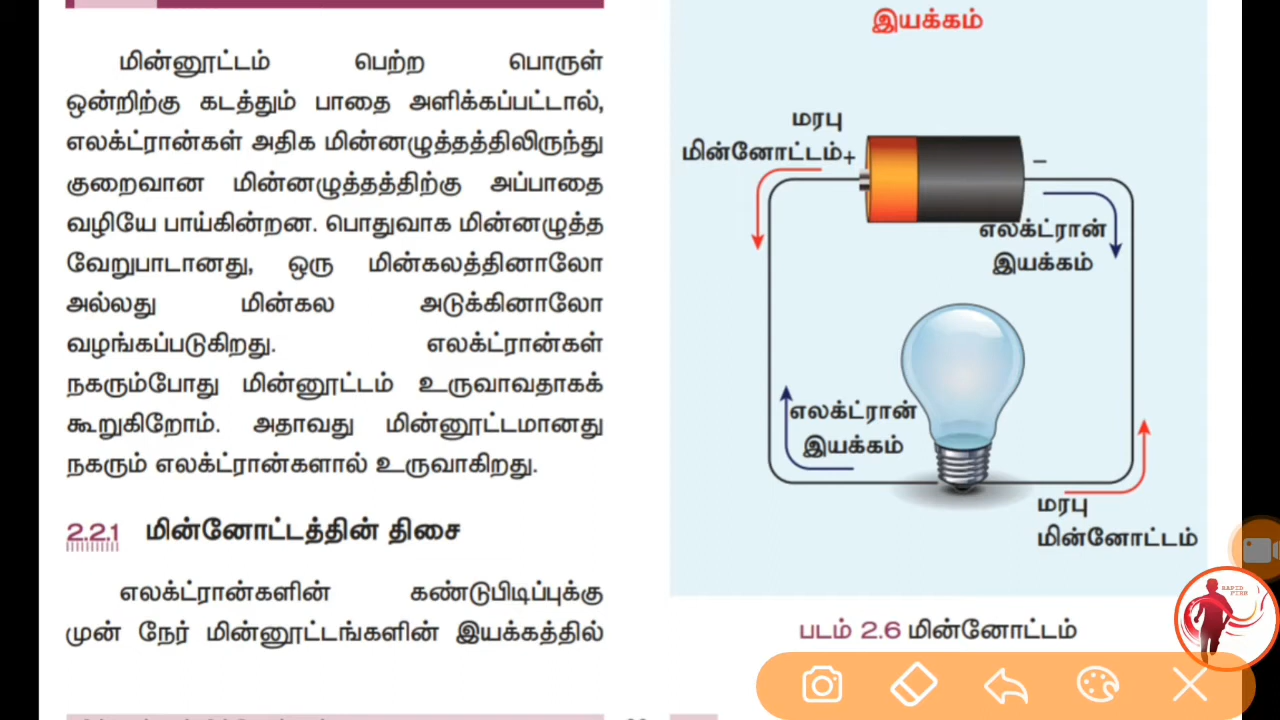 மின்னூட்டம் பெற்ற பொருள்
ஒன்றிற்கு கடத்தும் பாதை அளிக்கப்பட்டால்,
எலக்ட்ரான்கள் அதிக மின்னழுத்தத்திலிருந்து
குறைவான மின்னழுத்தத்திற்கு அப்பாதை
வழியே பாய்கின்றன. பொதுவாக மின்னழுத்த
வேறுபாடானது, ஒரு மின்கலத்தினாலோ
அல்லது மின்கல அடுக்கினாலோ
வழங்கப்படுகிறது. எலக்ட்ரான்கள்
நகரும்போது மின்னூட்டம் உருவாவதாகக்
கூறுகிறோம். அதாவது மின்னூட்டமானது
நகரும் எலக்ட்ரான்களால் உருவாகிறது.
2.2.1 மின்னோட்டத்தின் திசை
எலக்ட்ரான்களின் கண்டுபிடிப்புக்கு
முன் நேர் மின்னூட்டங்களின் இயக்கத்தில்
இயக்கம்
மரபு
மின்னோட்டம்+
–
எலக்ட்ரான்
இயக்கம்
எலக்ட்ரான்
இயக்கம்
மரபு
மின்னோட்டம்
படம் 2.6 மின்னோட்டம்
RAPID